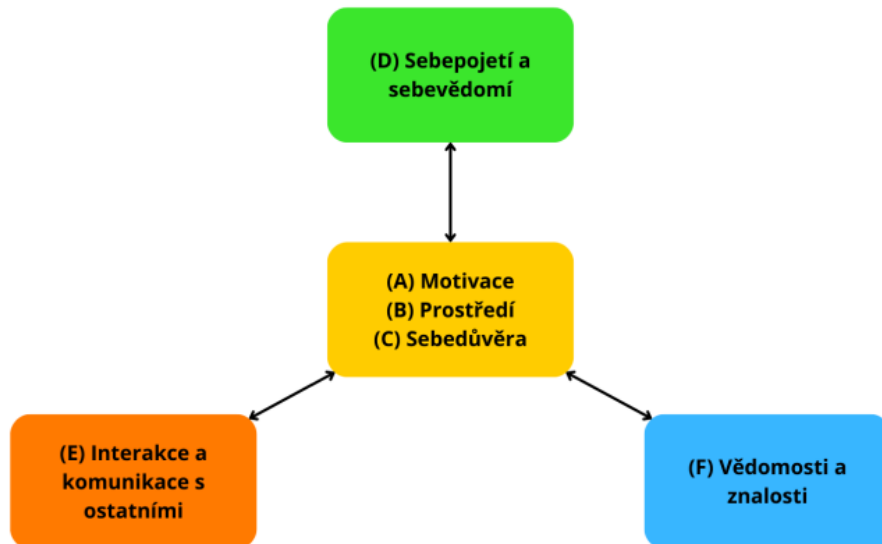 (D) Sebepojetí a
sebevědomí
(A) Motivace
(B) Prostředí
(C) Sebedůvěra
(E) Interakce a
komunikace s
ostatními
(F) Vědomosti a
znalosti